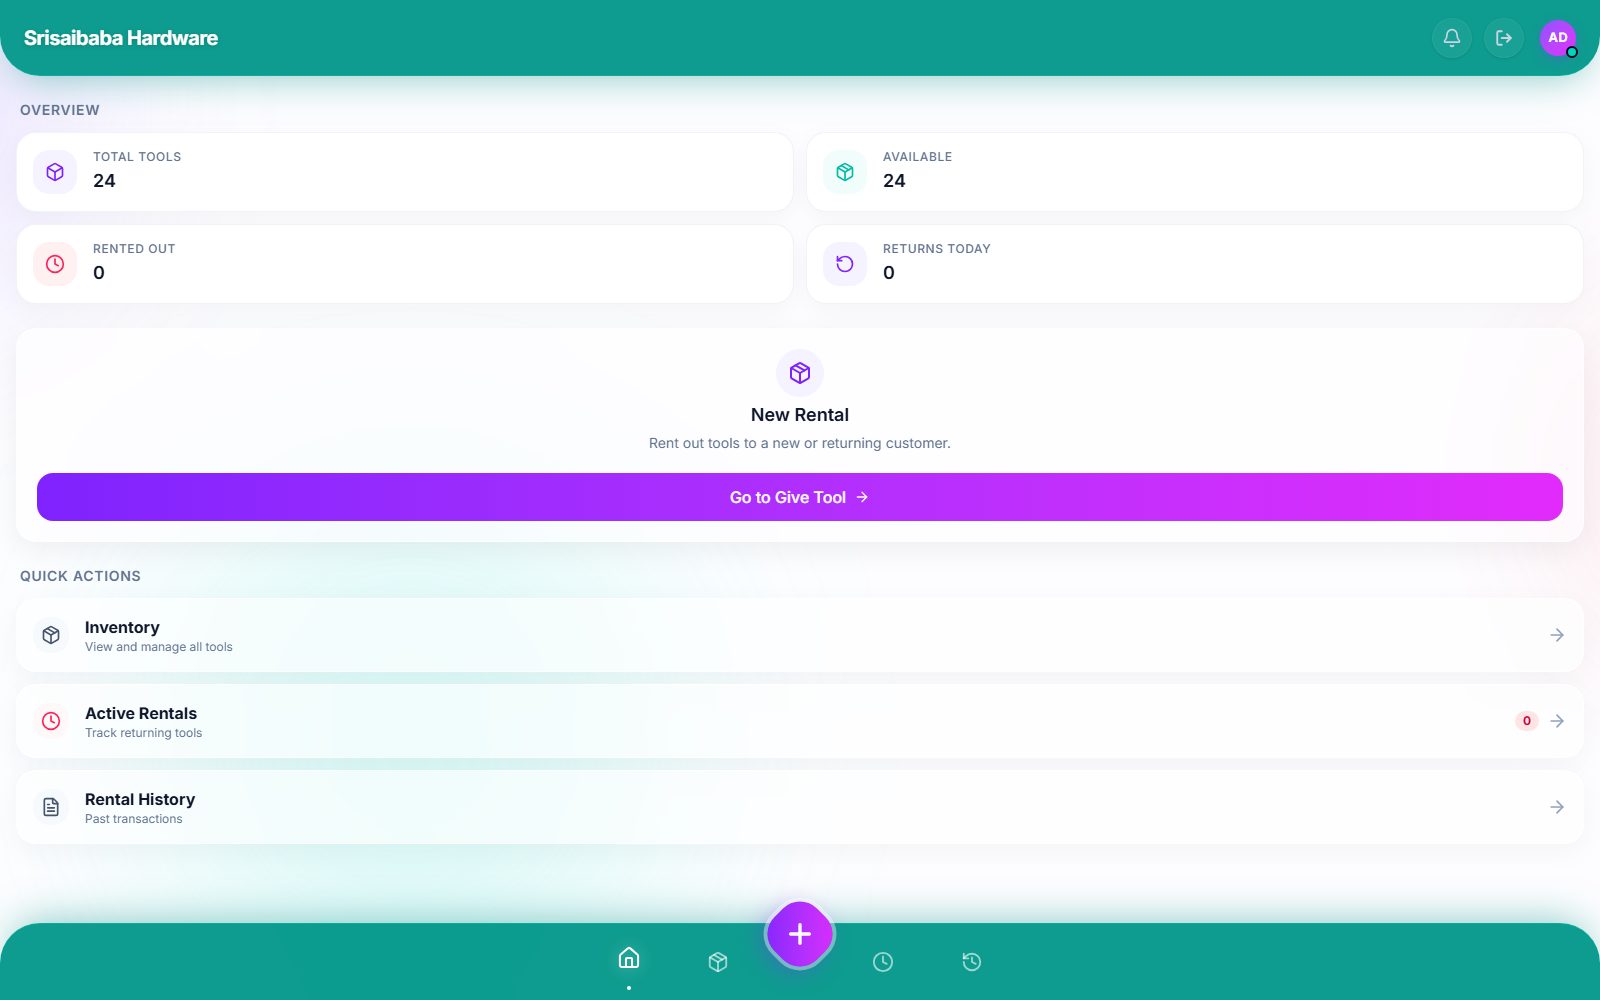 Srisaibaba Hardware
AD
OVERVIEW
TOTAL TOOLS
24
AVAILABLE
24
RENTED OUT
0
RETURNS TODAY
0
New Rental
Rent out tools to a new or returning customer.
Go to Give Tool
QUICK ACTIONS
Inventory
View and manage all tools
Active Rentals
Track returning tools
0
Rental History
Past transactions